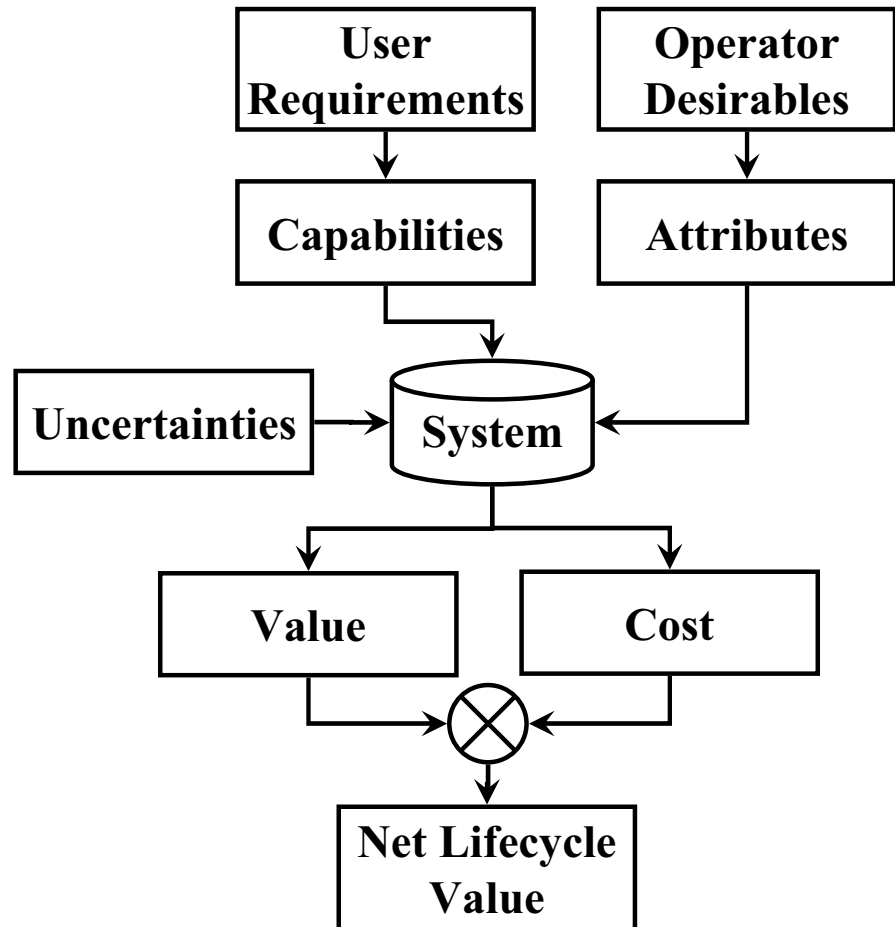 User
Requirements
Operator
Desirables
Capabilities
Attributes
Uncertainties
System
Value
Cost
Net Lifecycle
Value